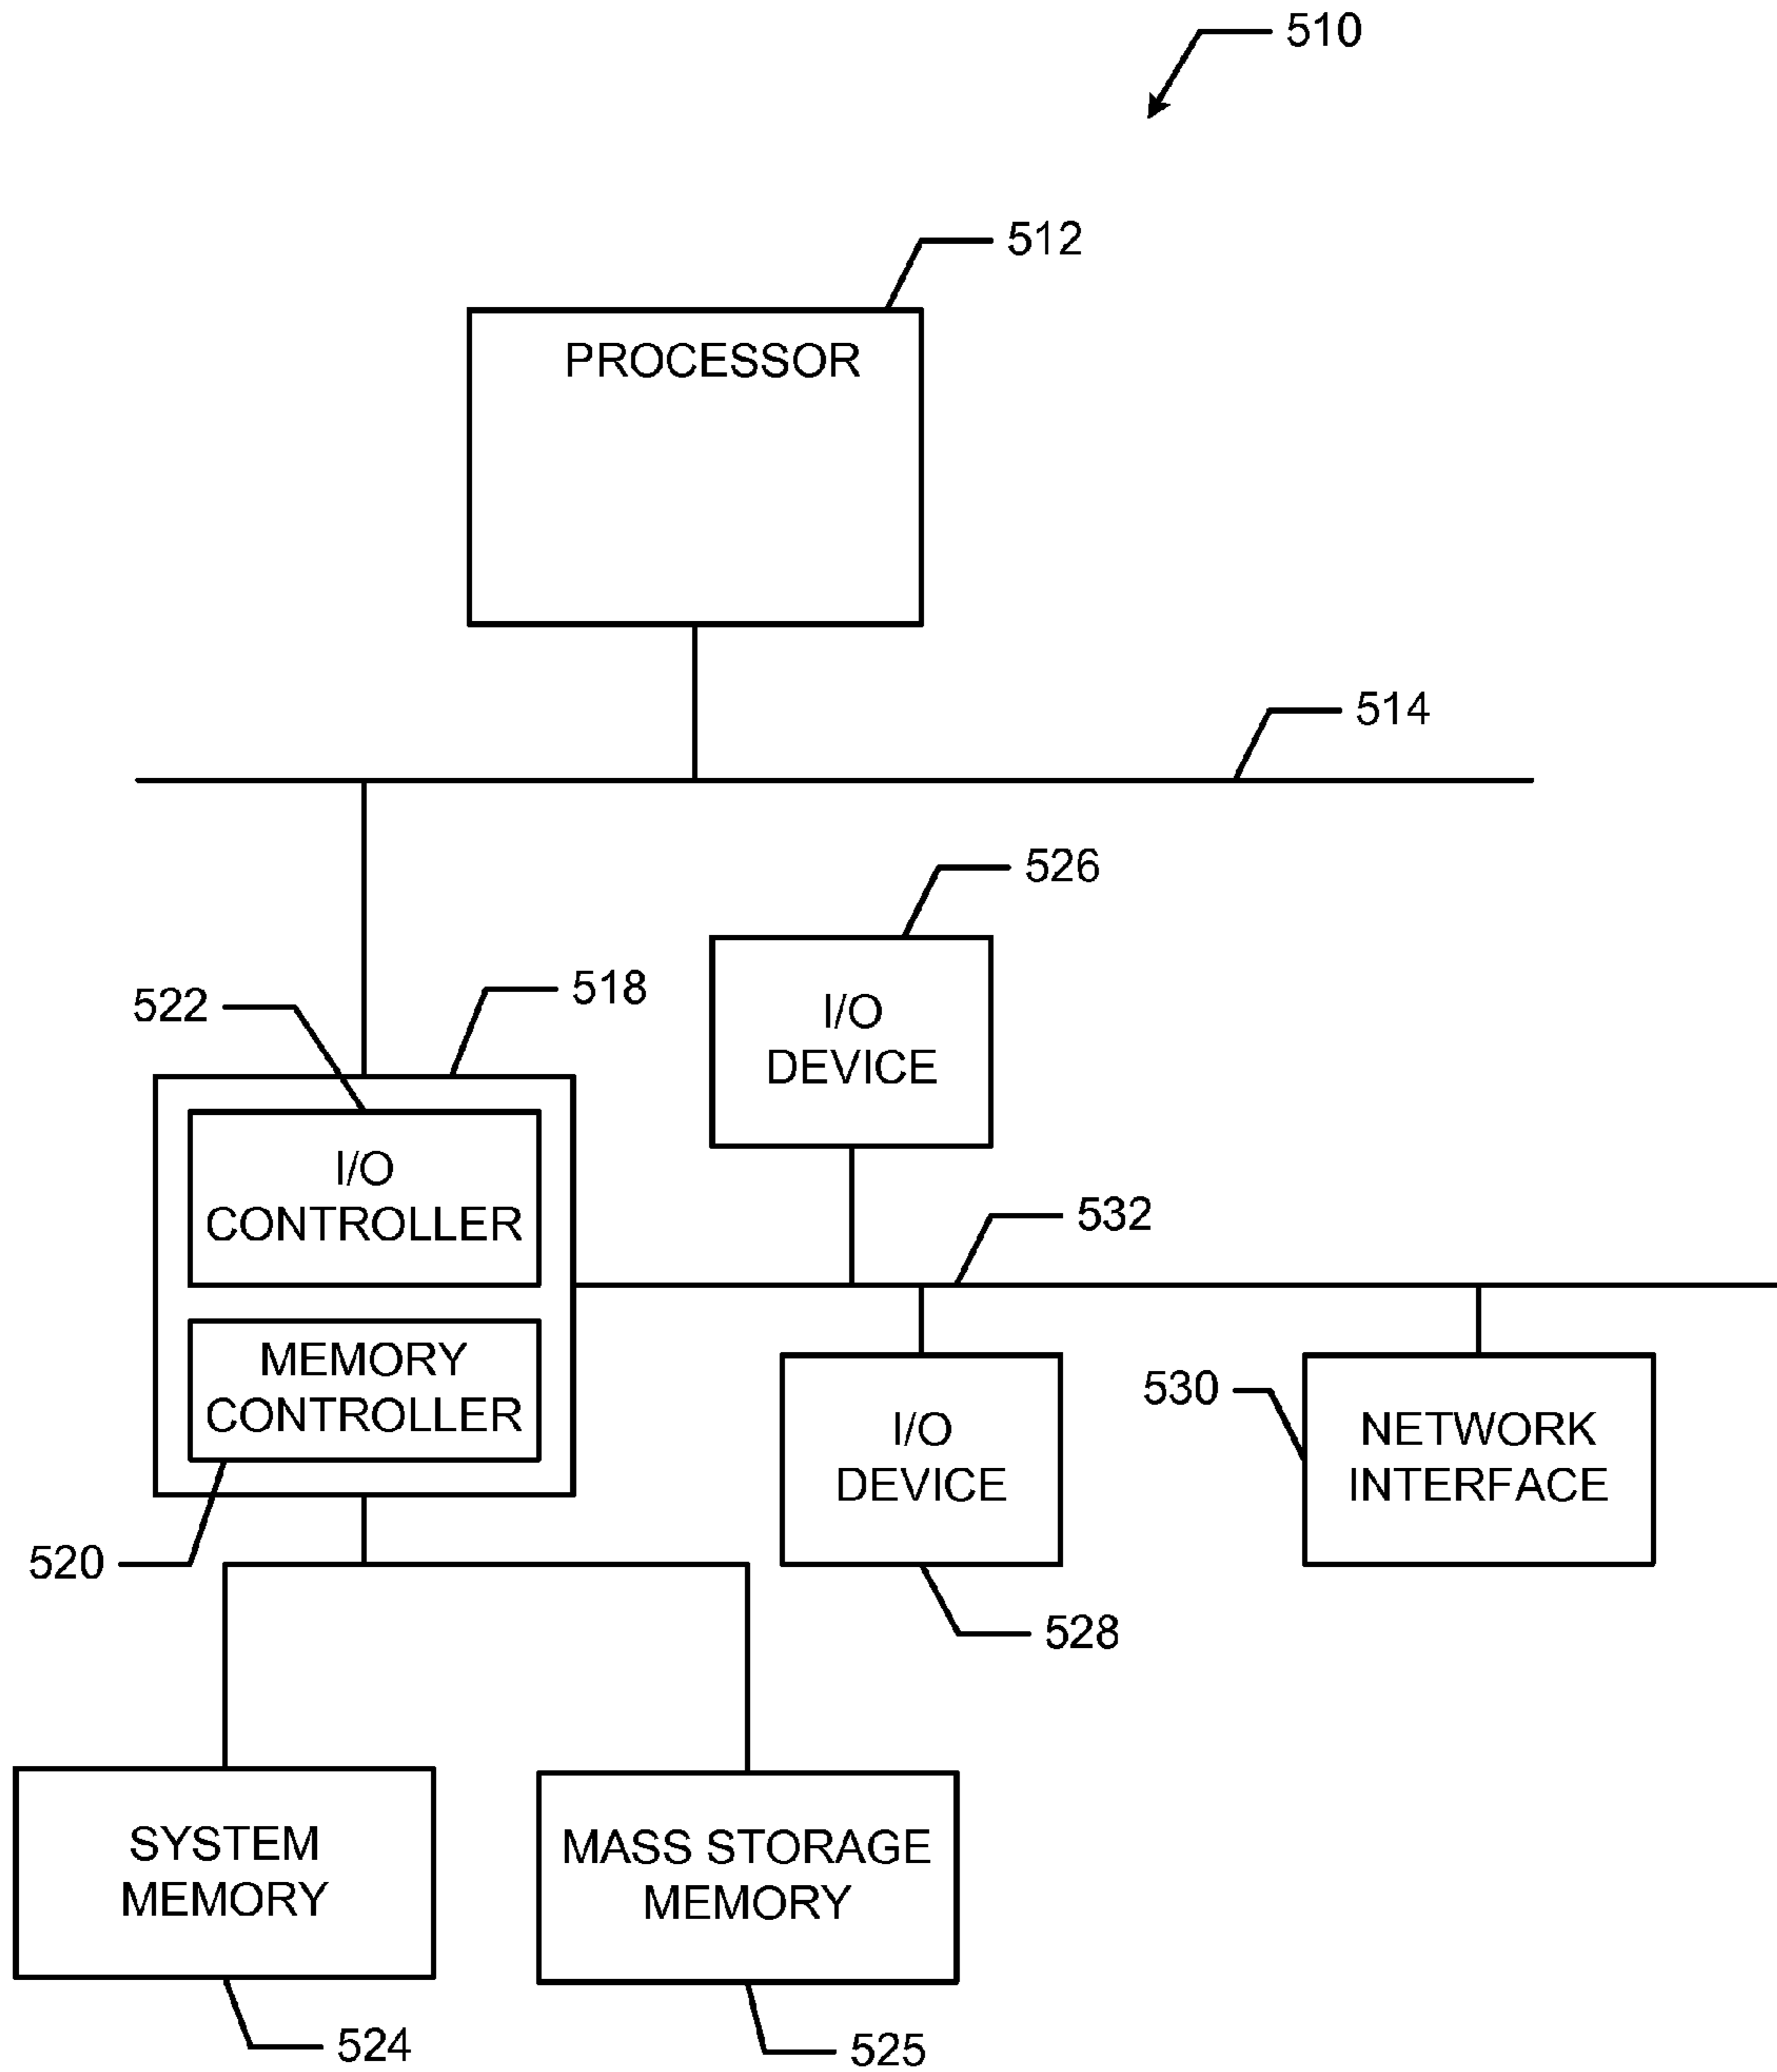 510
512
PROCESSOR
514
526
518
522
I/O
DEVICE
I/O
CONTROLLER
532
MEMORY
CONTROLLER
530
I/O
DEVICE
NETWORK
INTERFACE
520
528
SYSTEM
MEMORY
MASS STORAGE
MEMORY
524
525